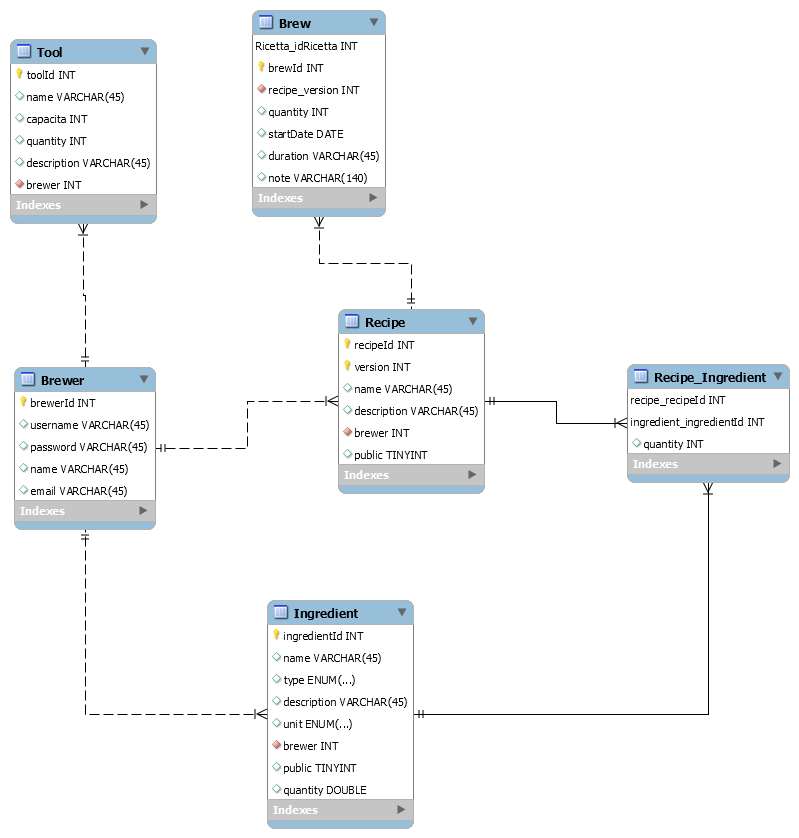 Tool
toolId INT
name VARCHAR(45)
capacita INT
quantity INT
description VARCHAR(45)
brewer INT
Indexes
Brew
Ricetta_idRicetta INT
brewId INT
recipe_version INT
quantity INT
startDate DATE
duration VARCHAR(45)
note VARCHAR(140)
Indexes
Brewer
brewerId INT
username VARCHAR(45)
password VARCHAR(45)
name VARCHAR(45)
email VARCHAR(45)
Indexes
Recipe
recipeId INT
version INT
name VARCHAR(45)
description VARCHAR(45)
brewer INT
public TINYINT
Indexes
Recipe_Ingredient
recipe_recipeId INT
ingredient_ingredientId INT
quantity INT
Indexes
Ingredient
ingredientId INT
name VARCHAR(45)
type ENUM(...)
description VARCHAR(45)
unit ENUM(...)
brewer INT
public TINYINT
quantity DOUBLE
Indexes